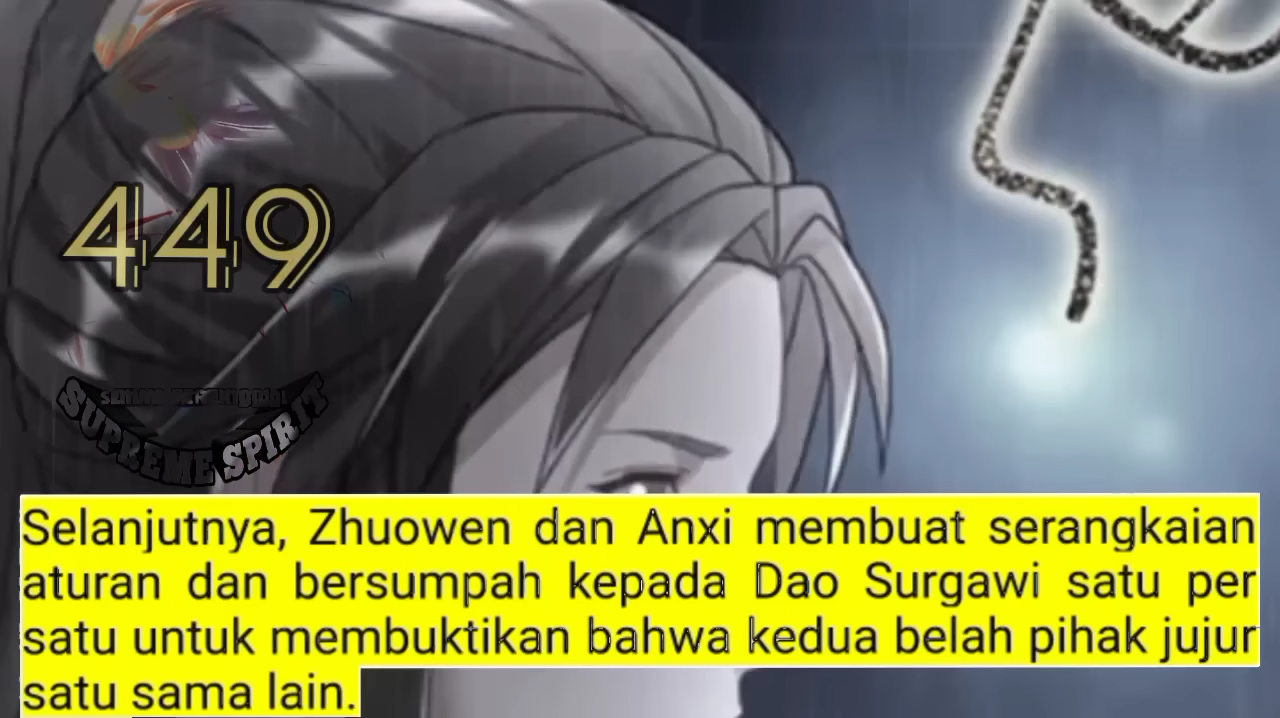 449
SUPREME SPIRIT
Selanjutnya, Zhuowen dan Anxi membuat serangkaian
aturan dan bersumpah kepada Dao Surgawi satu per
satu untuk membuktikan bahwa kedua belah pihak jujur
satu sama lain.